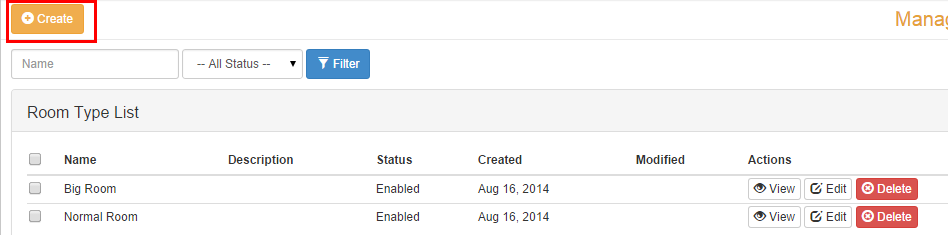 Create
Manag
Name -- All Status -- Filter
Room Type List
Name Description Status Created Modified Actions
Big Room Enabled Aug 16, 2014 View Edit Delete
Normal Room Enabled Aug 16, 2014 View Edit Delete